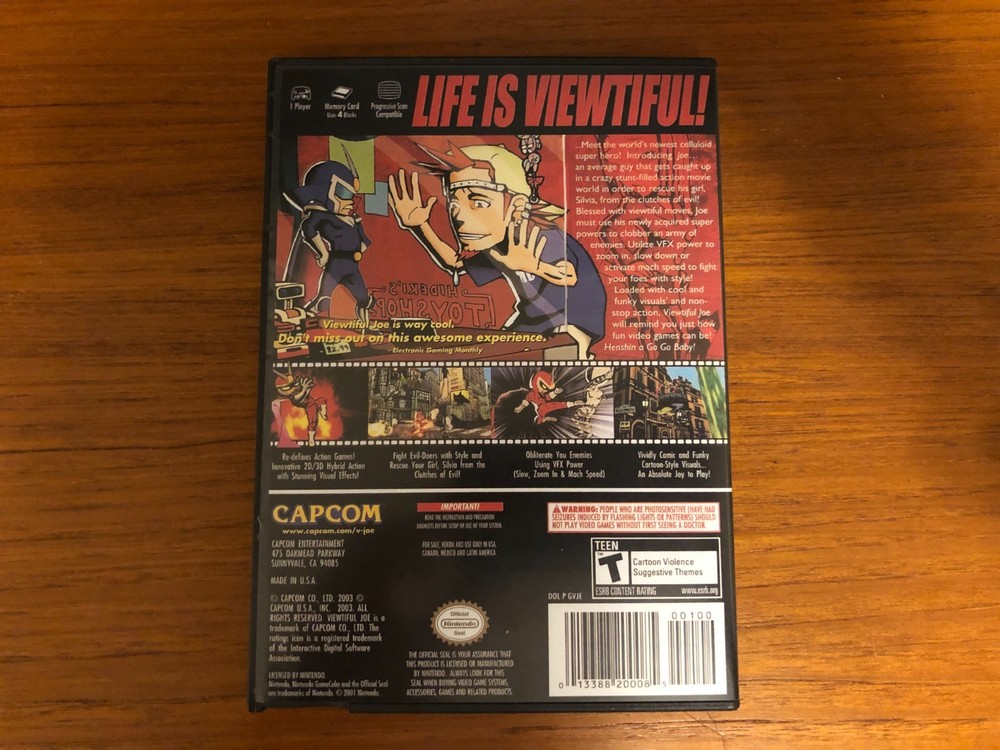 LIFE IS VIEWTIFUL!
1 Player
Memory Card
Uses 4 Blocks
Progressive Scan
Compatible
...Meet the world's newest celluloid
super hero! Introducing Joe...
an average guy that gets caught up
in a crazy stunt-filled action movie
world in order to rescue his girl,
Silvia, from the clutches of evil!
Blessed with viewtiful moves, Joe
must use his newly acquired super
powers to clobber an army of
enemies. Utilize VFX power to
zoom in, slow down or
activate mach speed to fight
your foes with style!
Loaded with cool and
funky visuals and non-
stop action, Viewtiful Joe
will remind you just how
fun video games can be!
Henshin a Go Go Baby!
HIDEKI'S
TOYSHOP
Viewtiful Joe is way cool.
Don't miss out on this awesome experience.
- Electronic Gaming Monthly
Re-defines Action Games!
Innovative 2D/3D Hybrid Action
with Stunning Visual Effects!
Fight Evil-Doers with Style and
Rescue Your Girl, Silvia from the
Clutches of Evil!
Obliterate You Enemies
Using VFX Power
(Slow, Zoom In & Mach Speed)
Vividly Comic and Funky
Cartoon-Style Visuals...
An Absolute Joy to Play!
CAPCOM
www.capcom.com/v-joe
CAPCOM ENTERTAINMENT
475 OAKMEAD PARKWAY
SUNNYVALE, CA 94085
MADE IN U.S.A.
© CAPCOM CO., LTD. 2003 ©
CAPCOM U.S.A., INC. 2003. ALL
RIGHTS RESERVED. VIEWTIFUL JOE is a
trademark of CAPCOM CO., LTD. The
ratings icon is a registered trademark
of the Interactive Digital Software
Association.
LICENSED BY NINTENDO.
Nintendo, Nintendo GameCube and the Official Seal
are trademarks of Nintendo. © 2001 Nintendo.
IMPORTANT!
READ THE INSTRUCTION AND PRECAUTION
BOOKLETS BEFORE SETUP OR USE OF YOUR SYSTEM.
FOR SALE, RENTAL AND USE ONLY IN USA,
CANADA, MEXICO AND LATIN AMERICA.
Official
Nintendo
Seal
THE OFFICIAL SEAL IS YOUR ASSURANCE THAT
THIS PRODUCT IS LICENSED OR MANUFACTURED
BY NINTENDO. ALWAYS LOOK FOR THIS
SEAL WHEN BUYING VIDEO GAME SYSTEMS,
ACCESSORIES, GAMES AND RELATED PRODUCTS.
WARNING: PEOPLE WHO ARE PHOTOSENSITIVE (HAVE HAD
SEIZURES INDUCED BY FLASHING LIGHTS OR PATTERNS) SHOULD
NOT PLAY VIDEO GAMES WITHOUT FIRST SEEING A DOCTOR.
TEEN
T
Cartoon Violence
Suggestive Themes
ESRB CONTENT RATING www.esrb.org
DOL P GVJE
00100
0 13388 20008 5